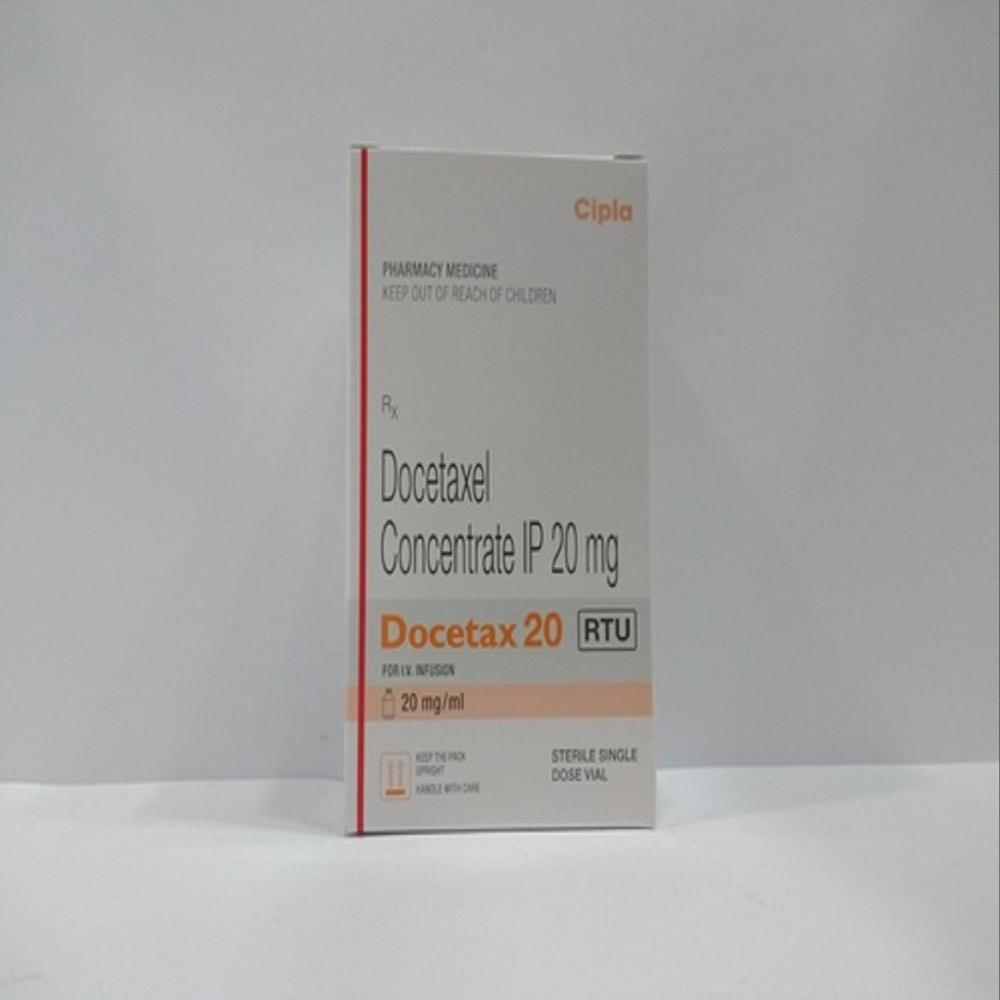 Cipla
PHARMACY MEDICINE
KEEP OUT OF REACH OF CHILDREN
Rx
Docetaxel
Concentrate IP 20 mg
Docetax 20 RTU
FOR I.V. INFUSION
20 mg/ml
KEEP THE PACK
UPRIGHT
HANDLE WITH CARE
STERILE SINGLE
DOSE VIAL